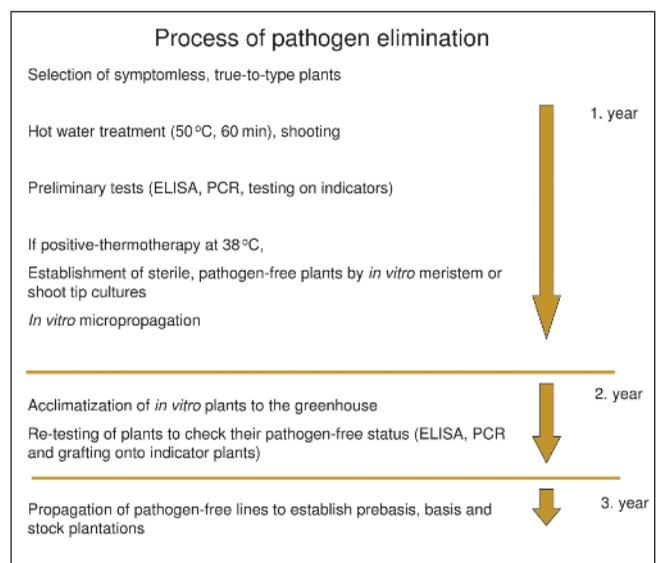 Process of pathogen elimination
Selection of symptomless, true-to-type plants
1. year
Hot water treatment (50 ºC, 60 min), shooting
Preliminary tests (ELISA, PCR, testing on indicators)
If positive-thermotherapy at 38 ºC,
Establishment of sterile, pathogen-free plants by in vitro meristem or
shoot tip cultures
In vitro micropropagation
2. year
Acclimatization of in vitro plants to the greenhouse
Re-testing of plants to check their pathogen-free status (ELISA, PCR
and grafting onto indicator plants)
3. year
Propagation of pathogen-free lines to establish prebasis, basis and
stock plantations